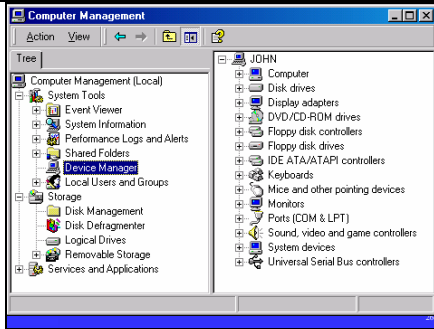 Computer Management
Action View
Tree
Computer Management (Local)
System Tools
Event Viewer
System Information
Performance Logs and Alerts
Shared Folders
Device Manager
Local Users and Groups
Storage
Disk Management
Disk Defragmenter
Logical Drives
Removable Storage
Services and Applications
JOHN
Computer
Disk drives
Display adapters
DVD/CD-ROM drives
Floppy disk controllers
Floppy disk drives
IDE ATA/ATAPI controllers
Keyboards
Mice and other pointing devices
Monitors
Ports (COM & LPT)
Sound, video and game controllers
System devices
Universal Serial Bus controllers